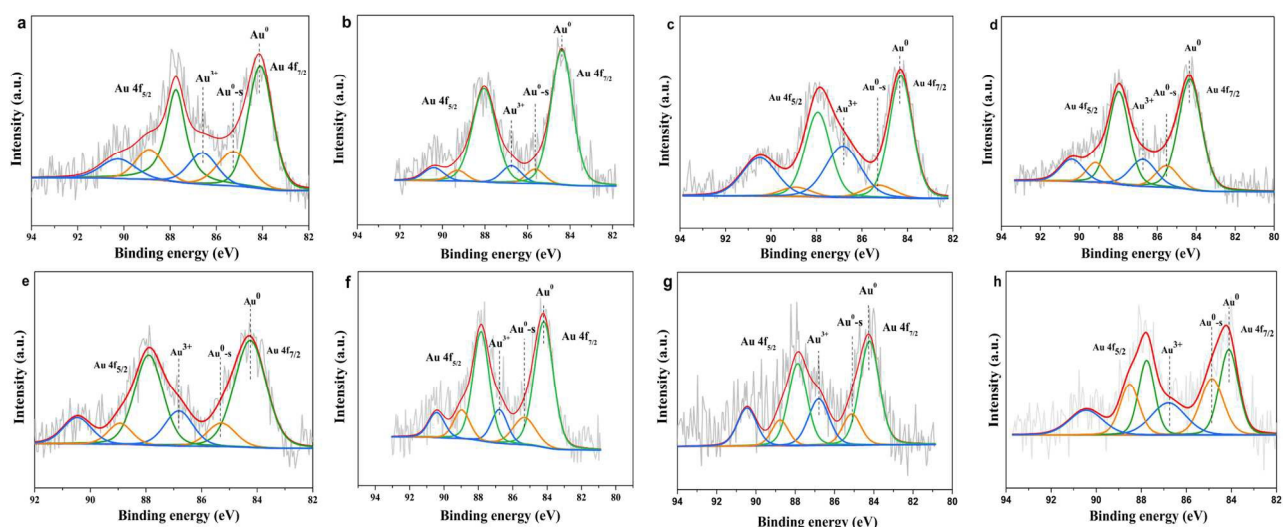 a
Au⁰
Au 4f₅/₂
Au³⁺
Au⁰-s
Au 4f₇/₂
Intensity (a.u.)
94 92 90 88 86 84 82
Binding energy (eV)
b
Au⁰
Au 4f₅/₂
Au³⁺
Au⁰-s
Au 4f₇/₂
Intensity (a.u.)
94 92 90 88 86 84 82
Binding energy (eV)
c
Au⁰
Au 4f₅/₂
Au³⁺
Au⁰-s
Au 4f₇/₂
Intensity (a.u.)
94 92 90 88 86 84 82
Binding energy (eV)
d
Au⁰
Au 4f₅/₂
Au³⁺
Au⁰-s
Au 4f₇/₂
Intensity (a.u.)
94 92 90 88 86 84 82 80
Binding energy (eV)
e
Au⁰
Au 4f₅/₂
Au³⁺
Au⁰-s
Au 4f₇/₂
Intensity (a.u.)
92 90 88 86 84 82
Binding energy (eV)
f
Au⁰
Au 4f₅/₂
Au³⁺
Au⁰-s
Au 4f₇/₂
Intensity (a.u.)
94 92 90 88 86 84 82 80
Binding energy (eV)
g
Au⁰
Au 4f₅/₂
Au³⁺
Au⁰-s
Au 4f₇/₂
Intensity (a.u.)
94 92 90 88 86 84 82 80
Binding energy (eV)
h
Au⁰
Au⁰-s
Au 4f₅/₂
Au³⁺
Au 4f₇/₂
Intensity (a.u.)
94 92 90 88 86 84 82
Binding energy (eV)